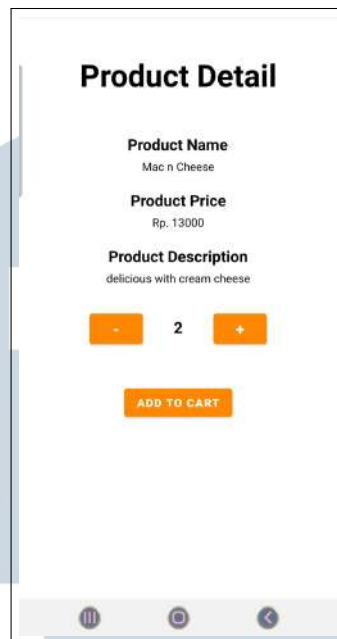 Product Detail
Product Name
Mac n Cheese
Product Price
Rp. 13000
Product Description
delicious with cream cheese
- 2 +
ADD TO CART